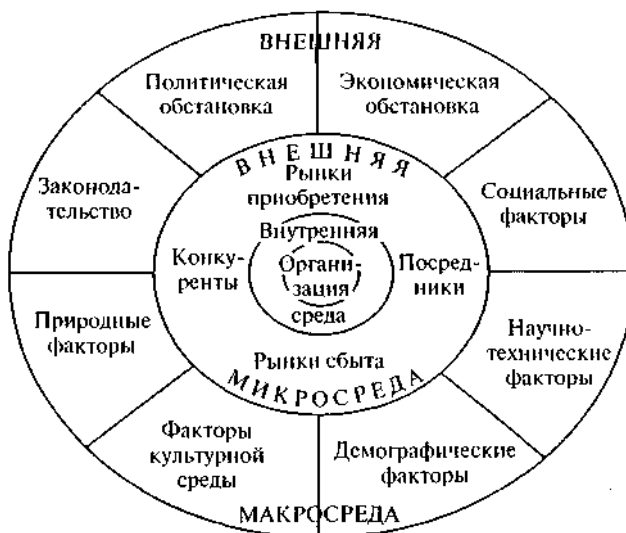 ВНЕШНЯЯ
Политическая
обстановка
Экономическая
обстановка
Законода-
тельство
Социальные
факторы
ВНЕШНЯЯ
Рынки
приобретения
Внутренняя
Конку-
ренты
Органи-
зация
Посред-
ники
среда
Природные
факторы
Научно-
технические
факторы
Рынки сбыта
МИКРОСРЕДА
Факторы
культурной
среды
Демографические
факторы
МАКРОСРЕДА